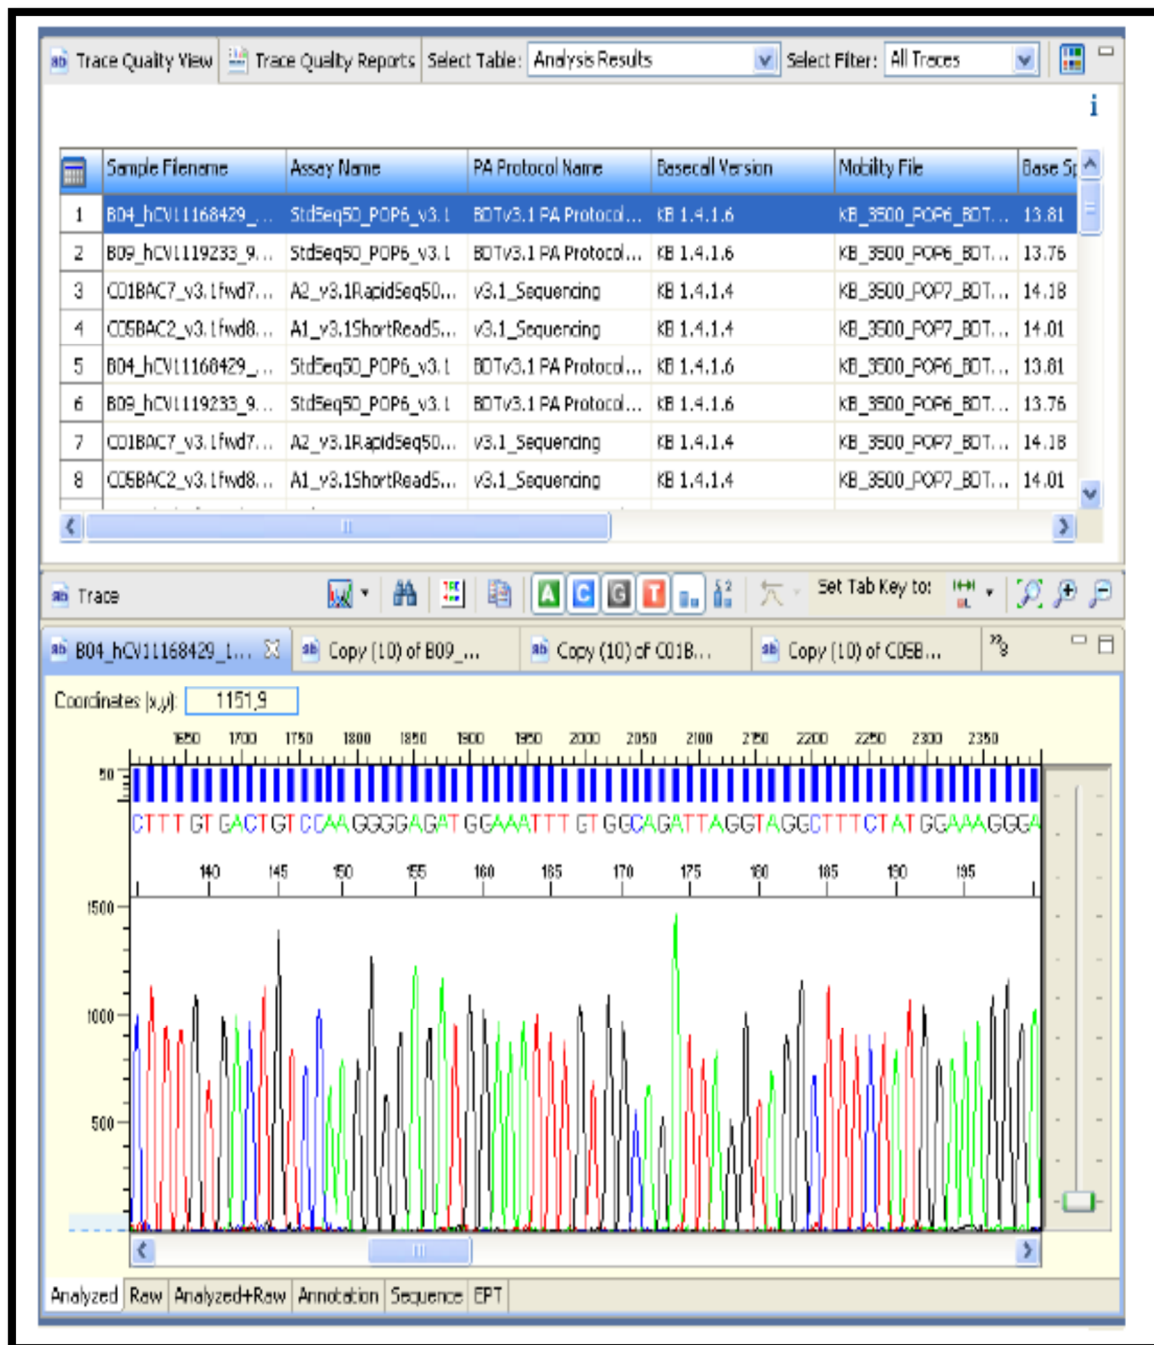 Trace Quality View Trace Quality Reports Select Table: Analysis Results Select Filter: All Traces
i
Sample Filename Assay Name PA Protocol Name Basecall Version Mobility File Base Sp
1 B04_hCV11168429_... StdSeq50_POP6_v3.1 BDTv3.1 PA Protocol... KB 1.4.1.6 KB_3500_POP6_BDT... 13.81
2 B09_hCV1119233_9... StdSeq50_POP6_v3.1 BDTv3.1 PA Protocol... KB 1.4.1.6 KB_3500_POP6_BDT... 13.76
3 C01BAC7_v3.1fwd7... A2_v3.1RapidSeq50... v3.1_Sequencing KB 1.4.1.4 KB_3500_POP7_BDT... 14.18
4 C05BAC2_v3.1fwd8... A1_v3.1ShortReadS... v3.1_Sequencing KB 1.4.1.4 KB_3500_POP7_BDT... 14.01
5 B04_hCV11168429_... StdSeq50_POP6_v3.1 BDTv3.1 PA Protocol... KB 1.4.1.6 KB_3500_POP6_BDT... 13.81
6 B09_hCV1119233_9... StdSeq50_POP6_v3.1 BDTv3.1 PA Protocol... KB 1.4.1.6 KB_3500_POP6_BDT... 13.76
7 C01BAC7_v3.1fwd7... A2_v3.1RapidSeq50... v3.1_Sequencing KB 1.4.1.4 KB_3500_POP7_BDT... 14.18
8 C05BAC2_v3.1fwd8... A1_v3.1ShortReadS... v3.1_Sequencing KB 1.4.1.4 KB_3500_POP7_BDT... 14.01
Trace A C G T Set Tab Key to:
B04_hCV11168429_1... Copy (10) of B09_... Copy (10) of C01B... Copy (10) of C05B... »8
Coordinates (x,y): 1151,9
1650 1700 1750 1800 1850 1900 1950 2000 2050 2100 2150 2200 2250 2300 2350
50
CTTTGTGACTGTCCAAGGGGAGATGGAAATTTGTGGCAGATTAGGTAGGCTTTCTATGGAAAGGGA
140 145 150 155 160 165 170 175 180 185 190 195
1500
1000
500
Analyzed Raw Analyzed+Raw Annotation Sequence EPT